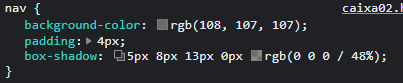 nav { caixa02.h
background-color: rgb(108, 107, 107);
padding: 4px;
box-shadow: 5px 8px 13px 0px rgb(0 0 0 / 48%);
}